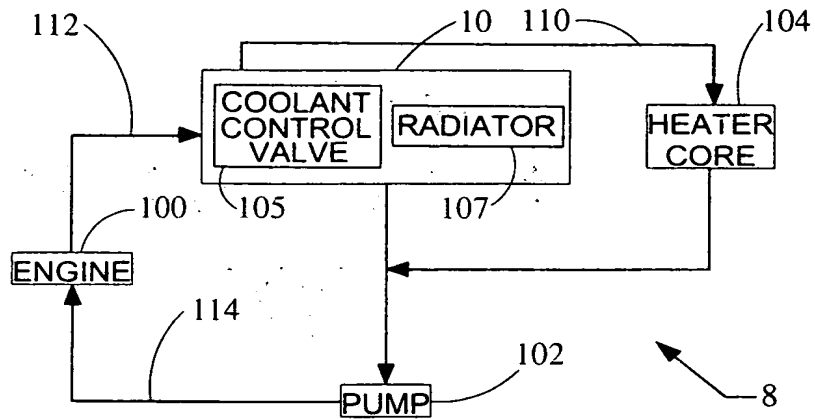 112
10
110
104
COOLANT
CONTROL
VALVE
RADIATOR
HEATER
CORE
105
107
100
ENGINE
114
102
PUMP
8